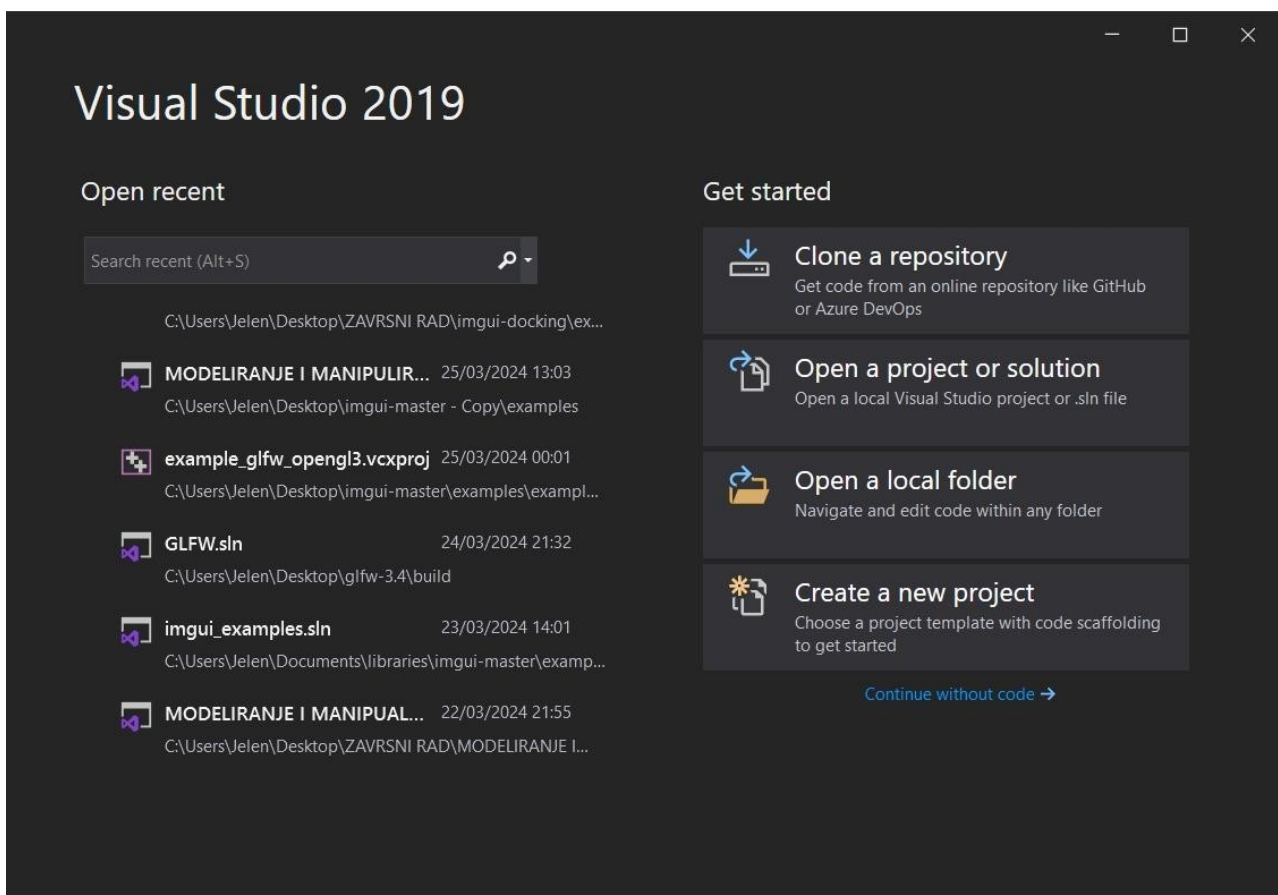 Visual Studio 2019
Open recent
Search recent (Alt+S)
C:\Users\Jelen\Desktop\ZAVRSNI RAD\imgui-docking\ex...
MODELIRANJE I MANIPULIR... 25/03/2024 13:03
C:\Users\Jelen\Desktop\imgui-master - Copy\examples
example_glfw_opengl3.vcxproj 25/03/2024 00:01
C:\Users\Jelen\Desktop\imgui-master\examples\exampl...
GLFW.sln 24/03/2024 21:32
C:\Users\Jelen\Desktop\glfw-3.4\build
imgui_examples.sln 23/03/2024 14:01
C:\Users\Jelen\Documents\libraries\imgui-master\examp...
MODELIRANJE I MANIPUAL... 22/03/2024 21:55
C:\Users\Jelen\Desktop\ZAVRSNI RAD\MODELIRANJE I...
Get started
Clone a repository
Get code from an online repository like GitHub
or Azure DevOps
Open a project or solution
Open a local Visual Studio project or .sln file
Open a local folder
Navigate and edit code within any folder
Create a new project
Choose a project template with code scaffolding
to get started
Continue without code →